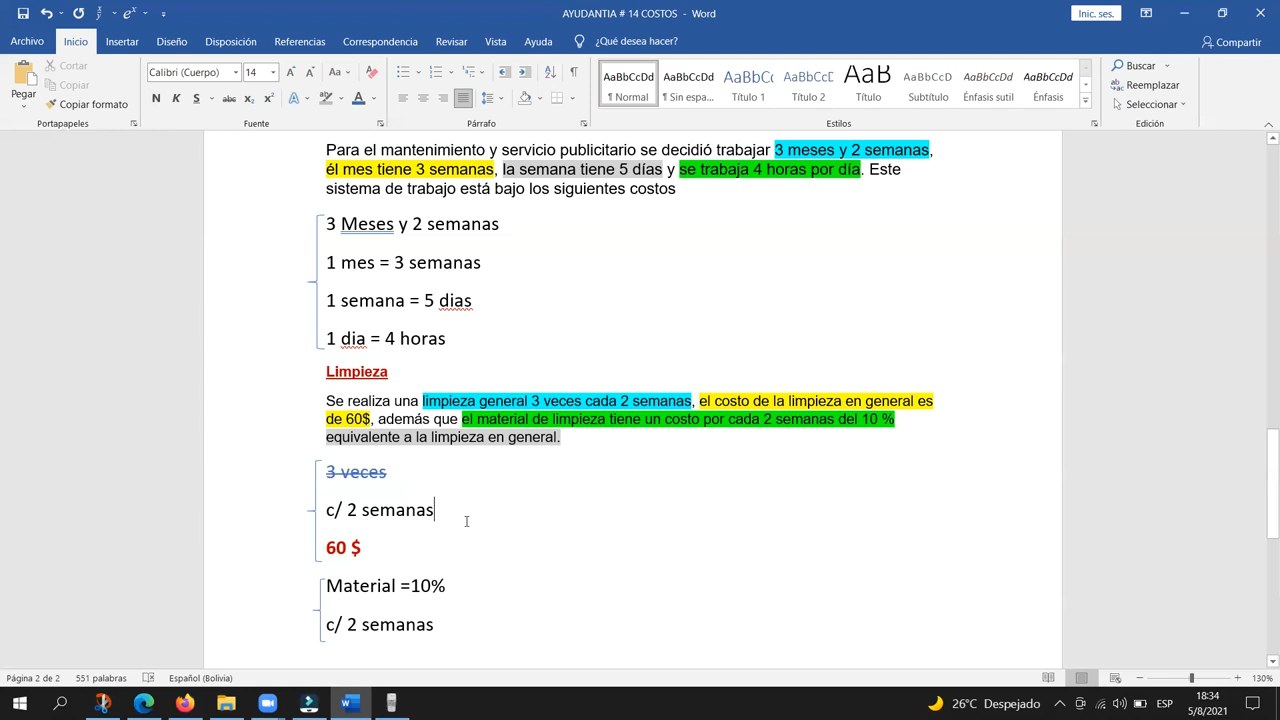 AYUDANTIA # 14 COSTOS - Word
Inic. ses.
Archivo Inicio Insertar Diseño Disposición Referencias Correspondencia Revisar Vista Ayuda ¿Qué desea hacer? Compartir
Pegar
Cortar
Copiar
Copiar formato
Portapapeles
Calibri (Cuerpo) 14
N K S abc x₂ x²
Fuente
Párrafo
AaBbCcDd AaBbCcDd AaBbCc AaBbCcD AaB AaBbCcD AaBbCcDd AaBbCcDd
¶ Normal ¶ Sin espa... Título 1 Título 2 Título Subtítulo Énfasis sutil Énfasis
Estilos
Buscar
Reemplazar
Seleccionar
Edición
Para el mantenimiento y servicio publicitario se decidió trabajar 3 meses y 2 semanas,
él mes tiene 3 semanas, la semana tiene 5 días y se trabaja 4 horas por día. Este
sistema de trabajo está bajo los siguientes costos
3 Meses y 2 semanas
1 mes = 3 semanas
1 semana = 5 dias
1 dia = 4 horas
Limpieza
Se realiza una limpieza general 3 veces cada 2 semanas, el costo de la limpieza en general es
de 60$, además que el material de limpieza tiene un costo por cada 2 semanas del 10 %
equivalente a la limpieza en general.
3 veces
c/ 2 semanas
60 $
Material =10%
c/ 2 semanas
Página 2 de 2 551 palabras Español (Bolivia) 130%
26°C Despejado ESP 18:34
5/8/2021